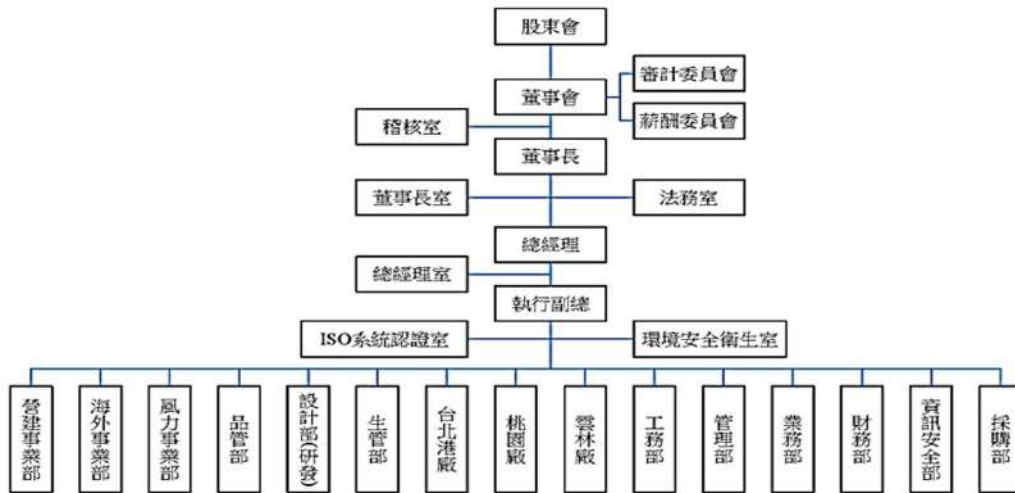 股東會
審計委員會
董事會
薪酬委員會
稽核室
董事長
董事長室
法務室
總經理
總經理室
執行副總
ISO系統認證室
環境安全衛生室
營建事業部
海外事業部
風力事業部
品管部
設計部(研發)
生管部
台北港廠
桃園廠
雲林廠
工務部
管理部
業務部
財務部
資訊安全部
採購部